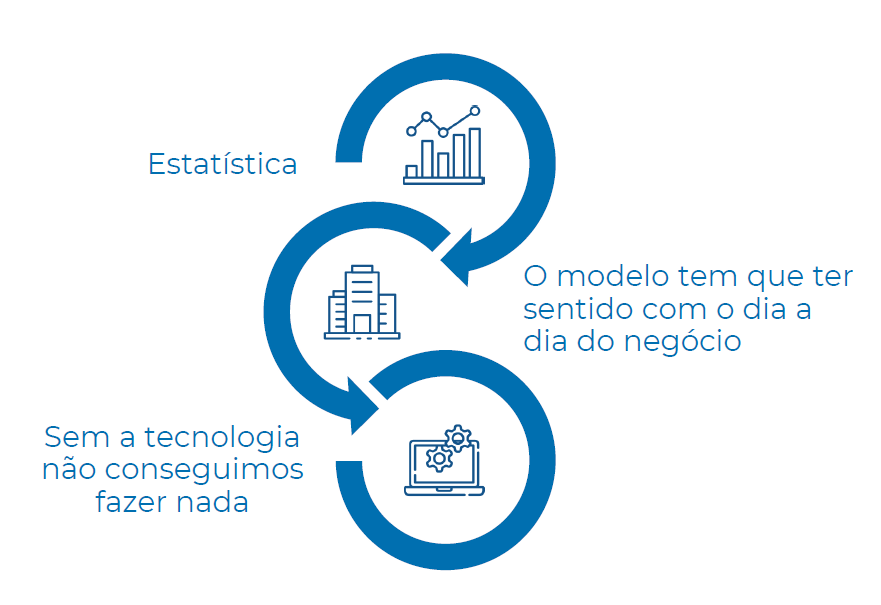 Estatística
O modelo tem que ter
sentido com o dia a
dia do negócio
Sem a tecnologia
não conseguimos
fazer nada